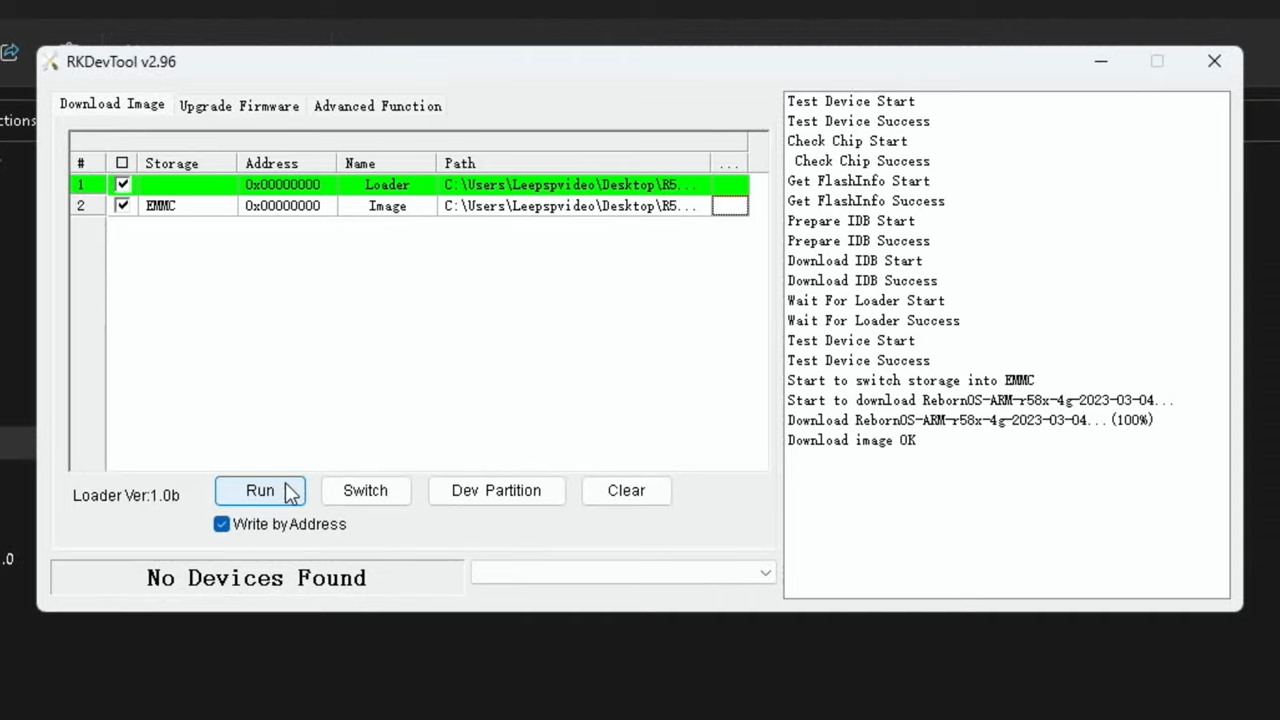 RKDevTool v2.96
ctions
Download Image Upgrade Firmware Advanced Function
# Storage Address Name Path ...
1 0x00000000 Loader C:\Users\Leepspvideo\Desktop\R5...
2 EMMC 0x00000000 Image C:\Users\Leepspvideo\Desktop\R5...
Loader Ver:1.0b Run Switch Dev Partition Clear
Write by Address
.0
No Devices Found
Test Device Start
Test Device Success
Check Chip Start
Check Chip Success
Get FlashInfo Start
Get FlashInfo Success
Prepare IDB Start
Prepare IDB Success
Download IDB Start
Download IDB Success
Wait For Loader Start
Wait For Loader Success
Test Device Start
Test Device Success
Start to switch storage into EMMC
Start to download RebornOS-ARM-r58x-4g-2023-03-04...
Download RebornOS-ARM-r58x-4g-2023-03-04...(100%)
Download image OK